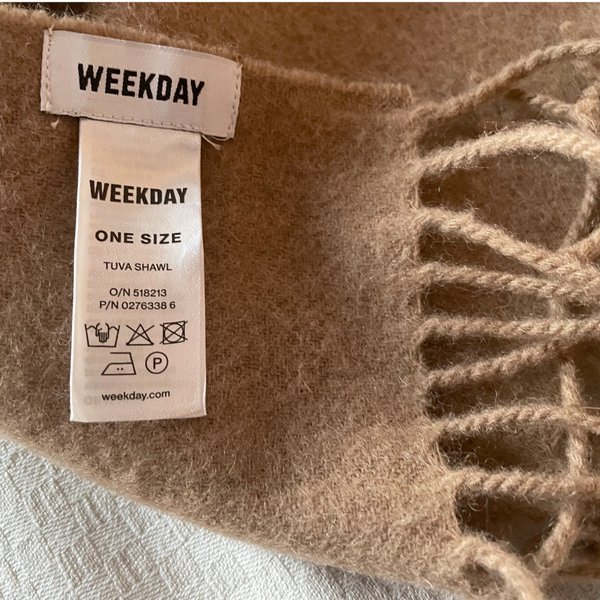 WEEKDAY
WEEKDAY
ONE SIZE
TUVA SHAWL
O/N 518213
P/N 0276338 6
P
weekday.com